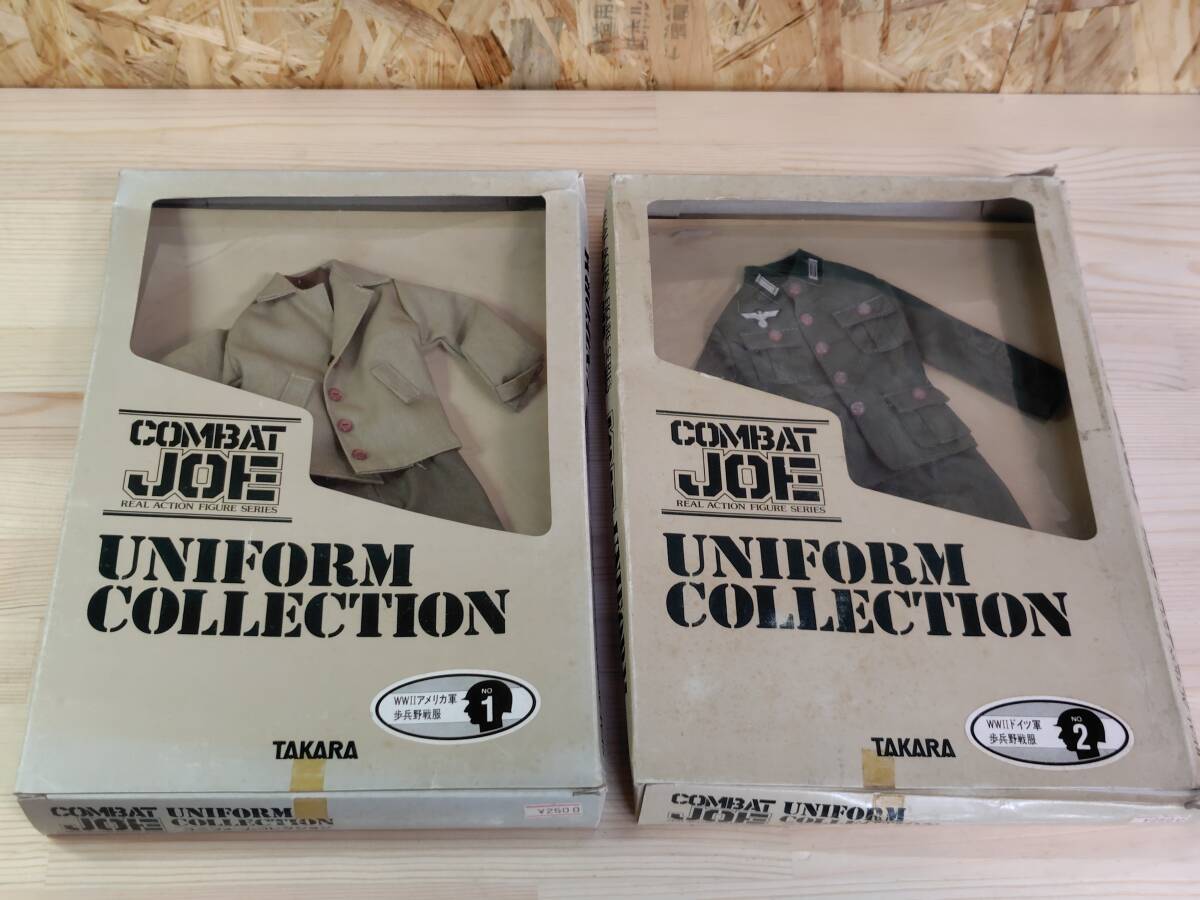 COMBAT
JOE
REAL ACTION FIGURE SERIES
UNIFORM
COLLECTION
WWIIアメリカ軍
歩兵野戦服
NO
1
TAKARA
COMBAT
JOE
UNIFORM
COLLECTION
¥2600
COMBAT
JOE
REAL ACTION FIGURE SERIES
UNIFORM
COLLECTION
WWIIドイツ軍
歩兵野戦服
NO
2
TAKARA
COMBAT
JOE
UNIFORM
COLLECTION